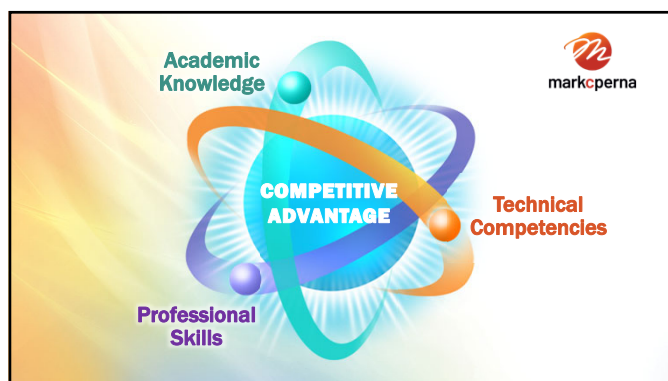 Academic
Knowledge
markcperna
COMPETITIVE
ADVANTAGE
Technical
Competencies
Professional
Skills